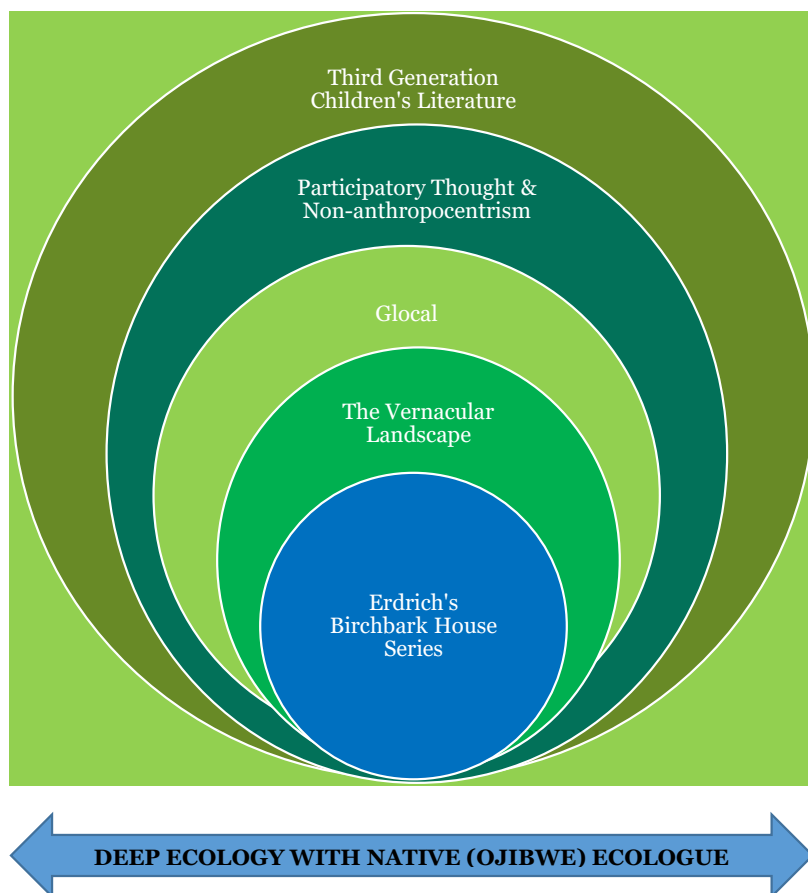 Third Generation
Children's Literature
Participatory Thought &
Non-anthropocentrism
Glocal
The Vernacular
Landscape
Erdrich's
Birchbark House
Series
DEEP ECOLOGY WITH NATIVE (OJIBWE) ECOLOGUE